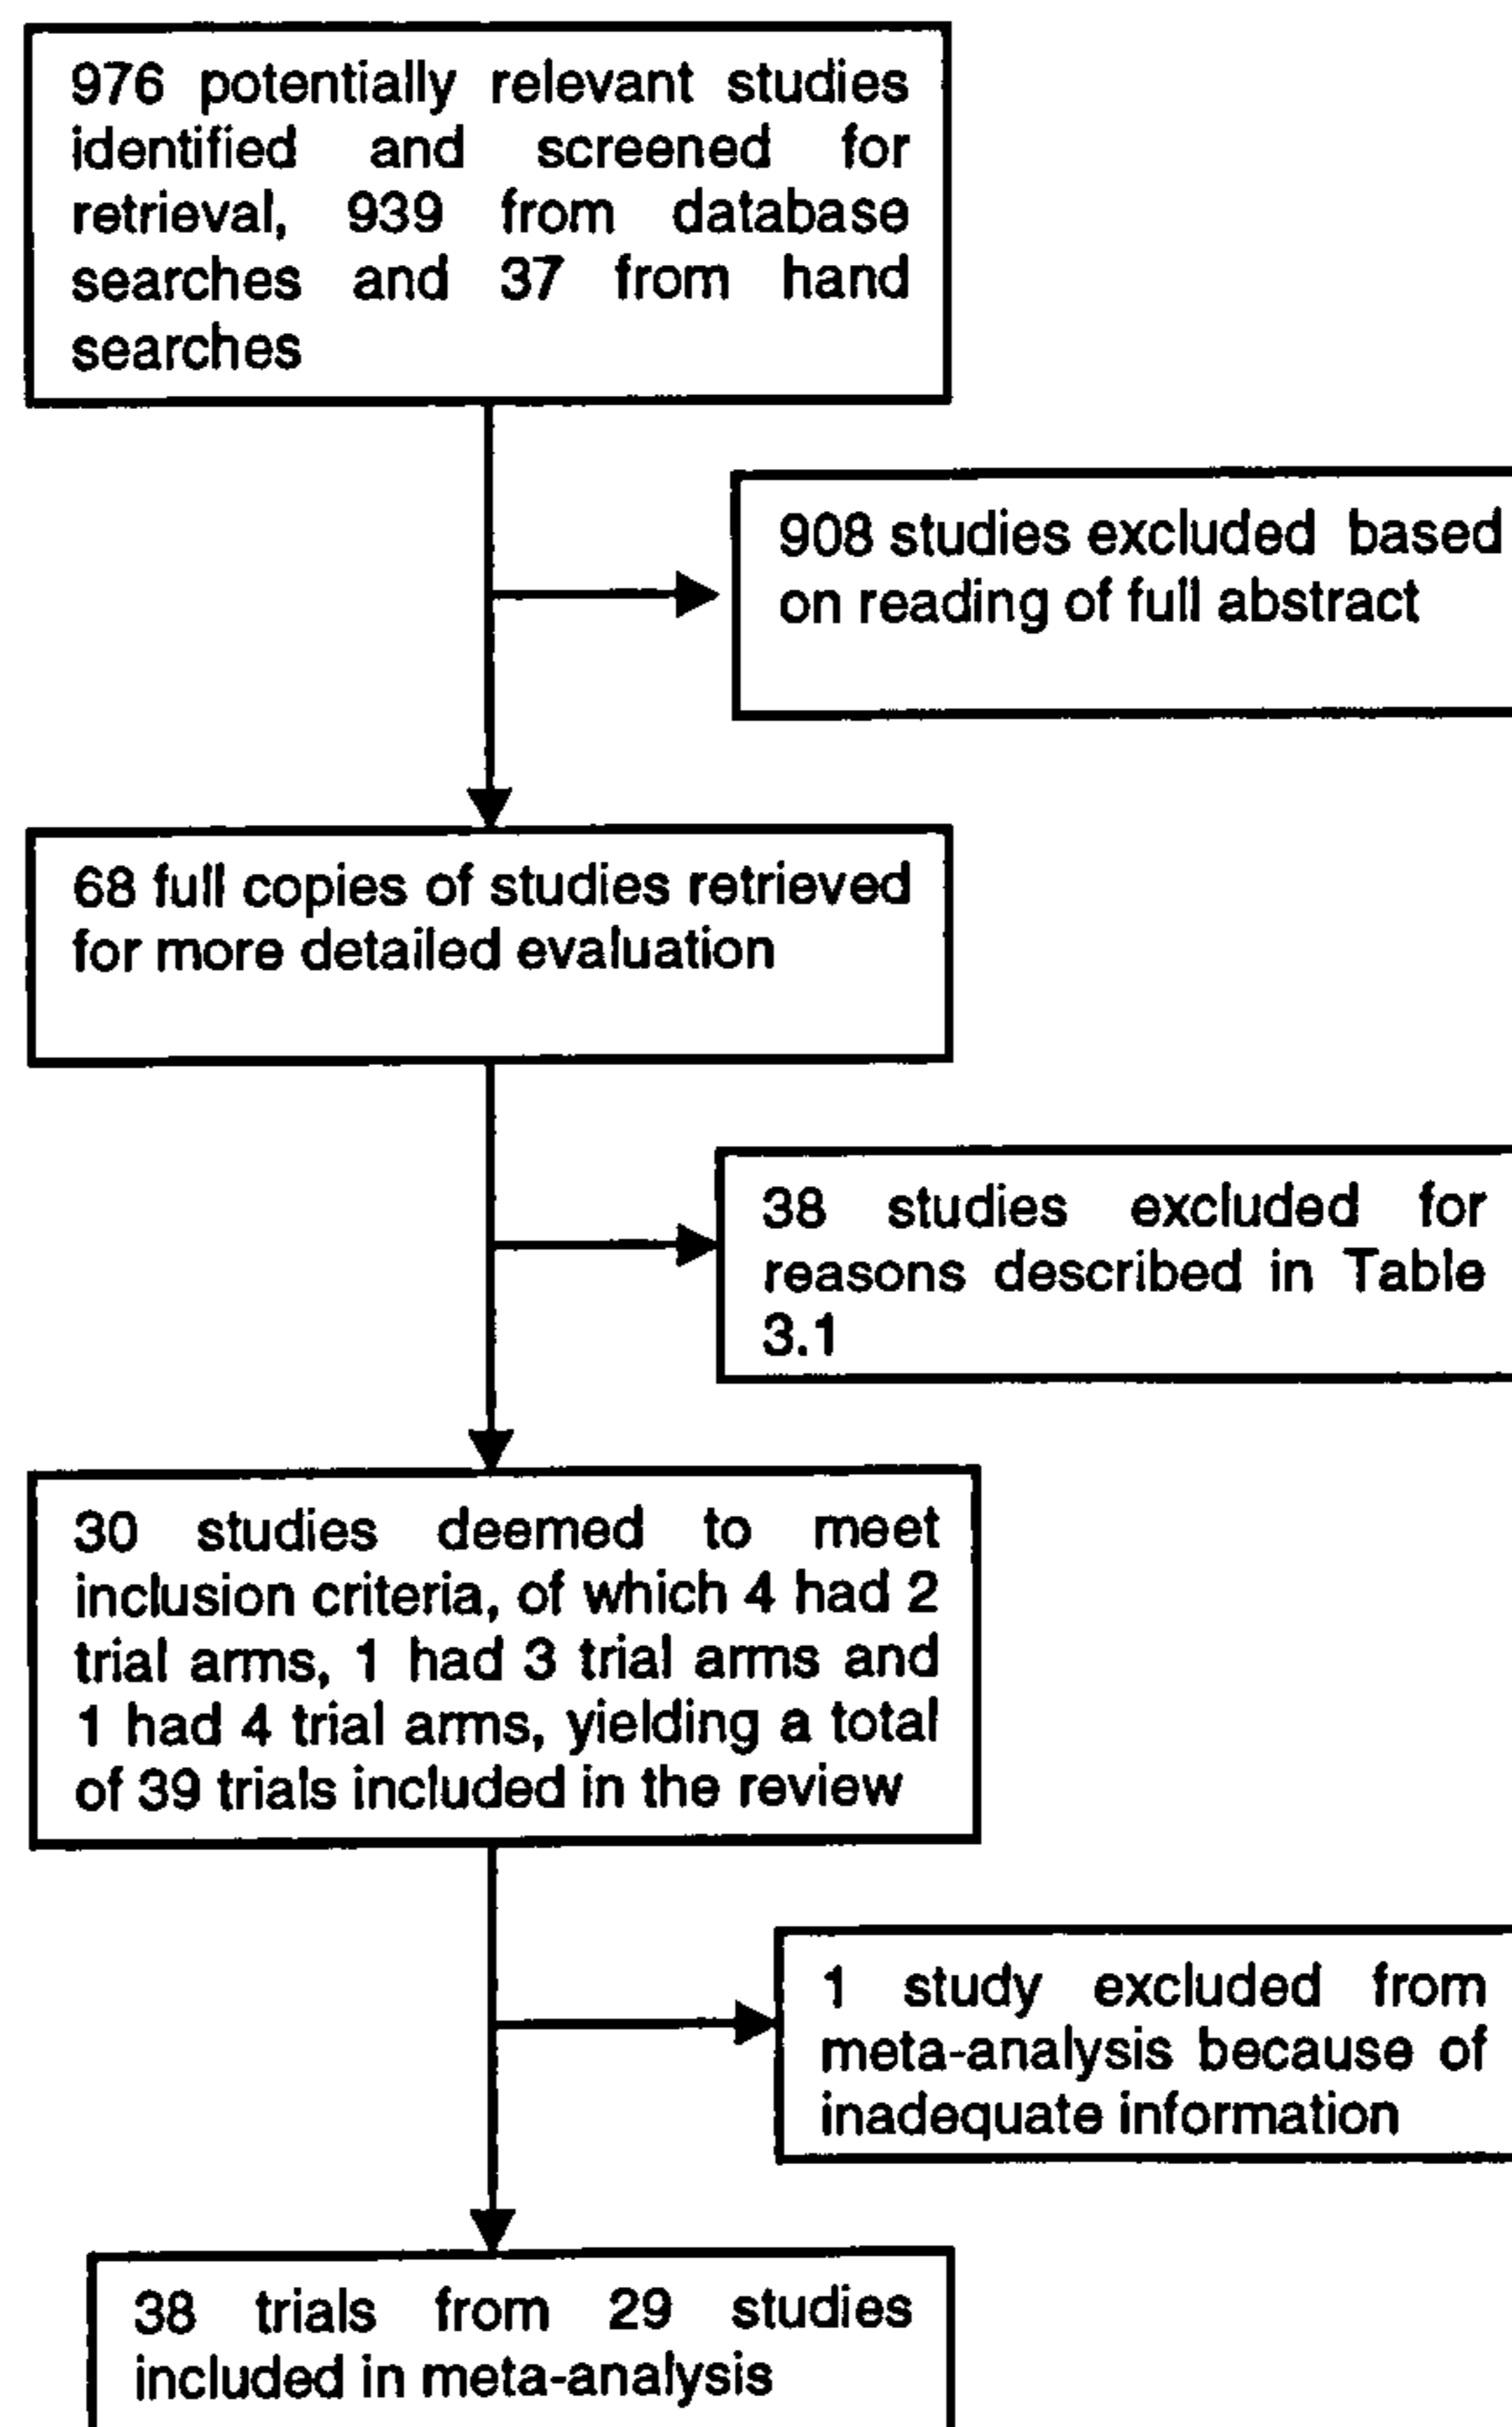 976 potentially relevant studies
identified and screened for
retrieval, 939 from database
searches and 37 from hand
searches
908 studies excluded based
on reading of full abstract
68 full copies of studies retrieved
for more detailed evaluation
38 studies excluded for
reasons described in Table
3.1
30 studies deemed to meet
inclusion criteria, of which 4 had 2
trial arms, 1 had 3 trial arms and
1 had 4 trial arms, yielding a total
of 39 trials included in the review
1 study excluded from
meta-analysis because of
inadequate information
38 trials from 29 studies
included in meta-analysis